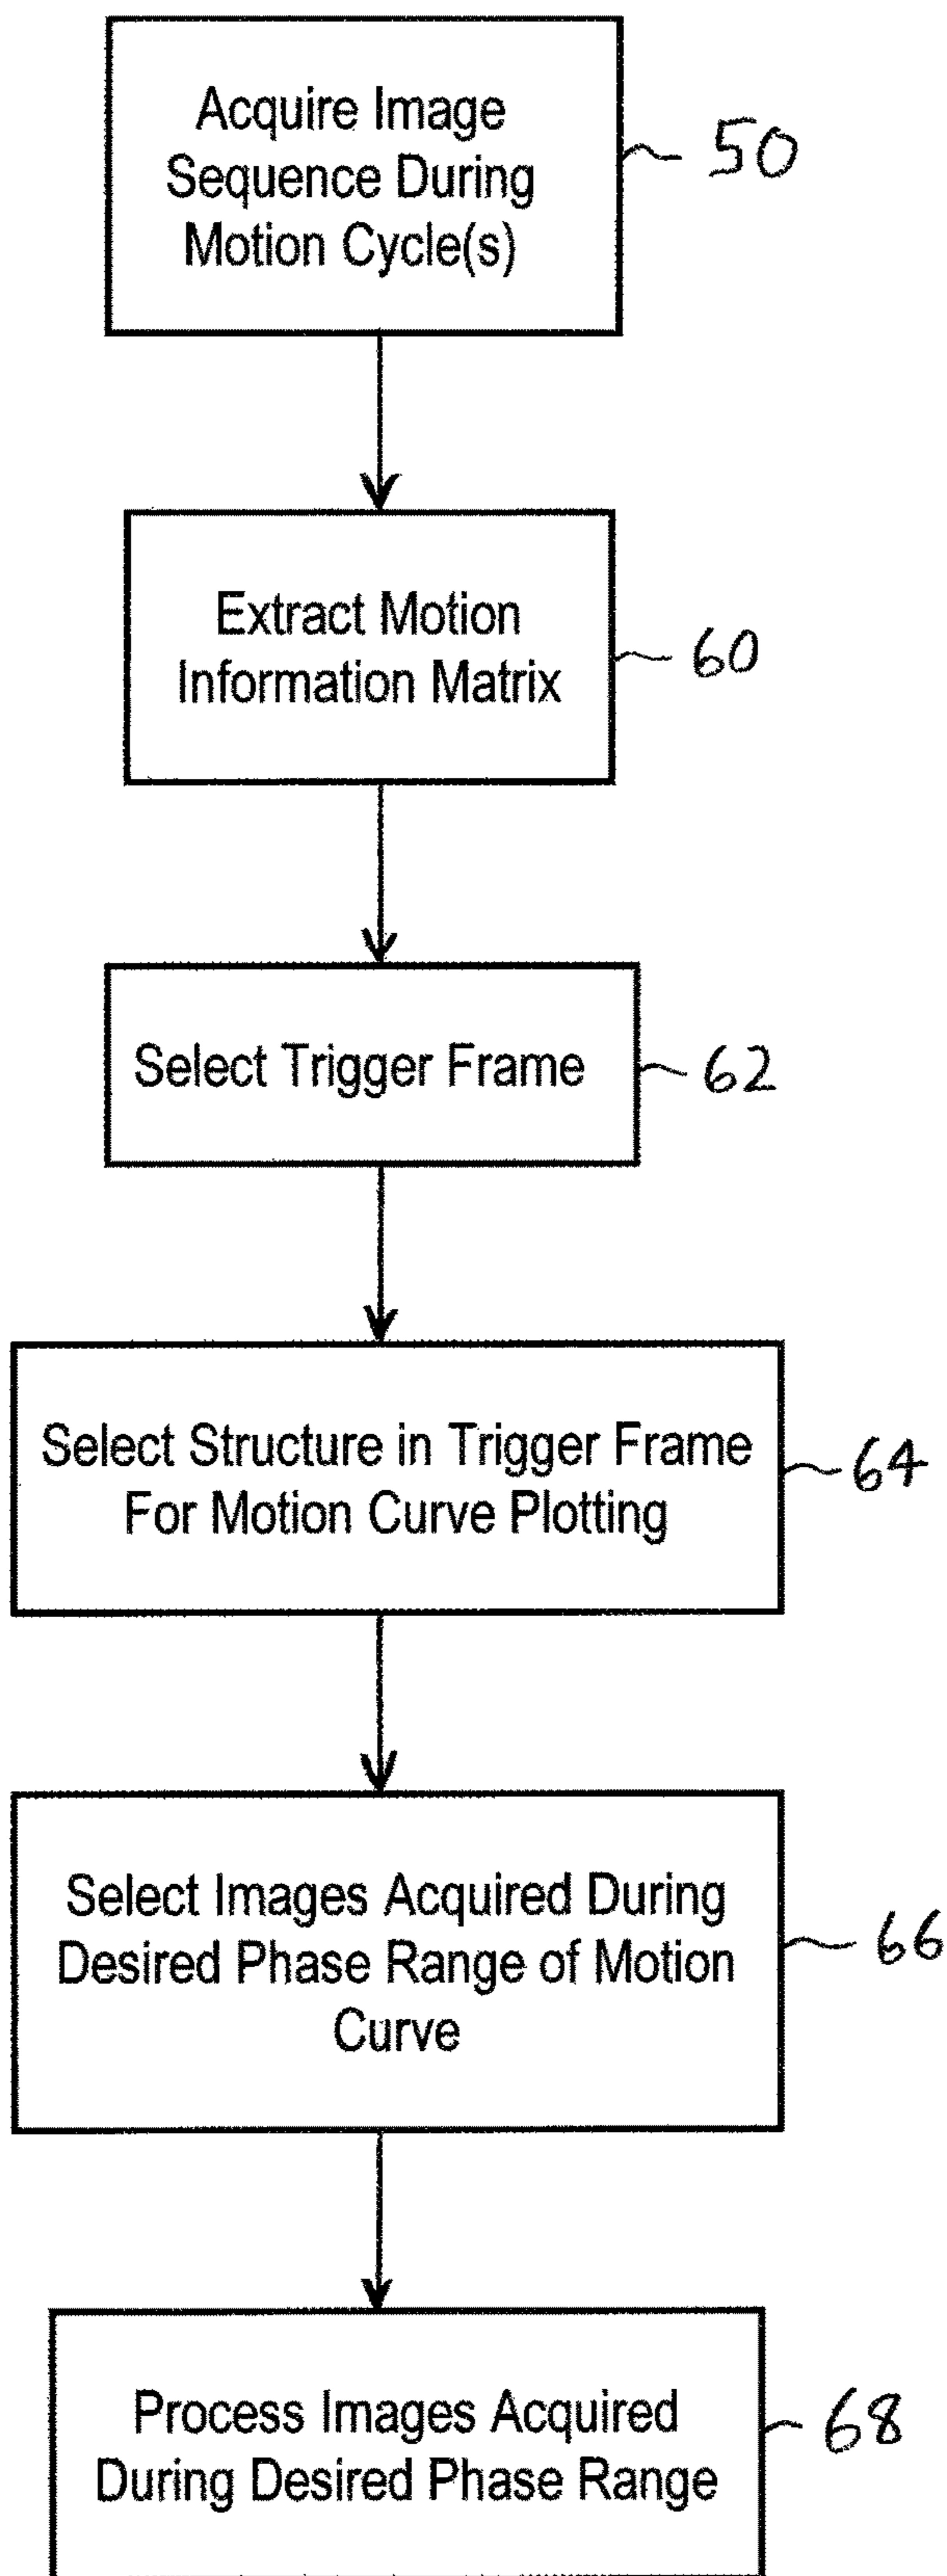 Acquire Image
Sequence During
Motion Cycle(s)
50
Extract Motion
Information Matrix
60
Select Trigger Frame
62
Select Structure in Trigger Frame
For Motion Curve Plotting
64
Select Images Acquired During
Desired Phase Range of Motion
Curve
66
Process Images Acquired
During Desired Phase Range
68